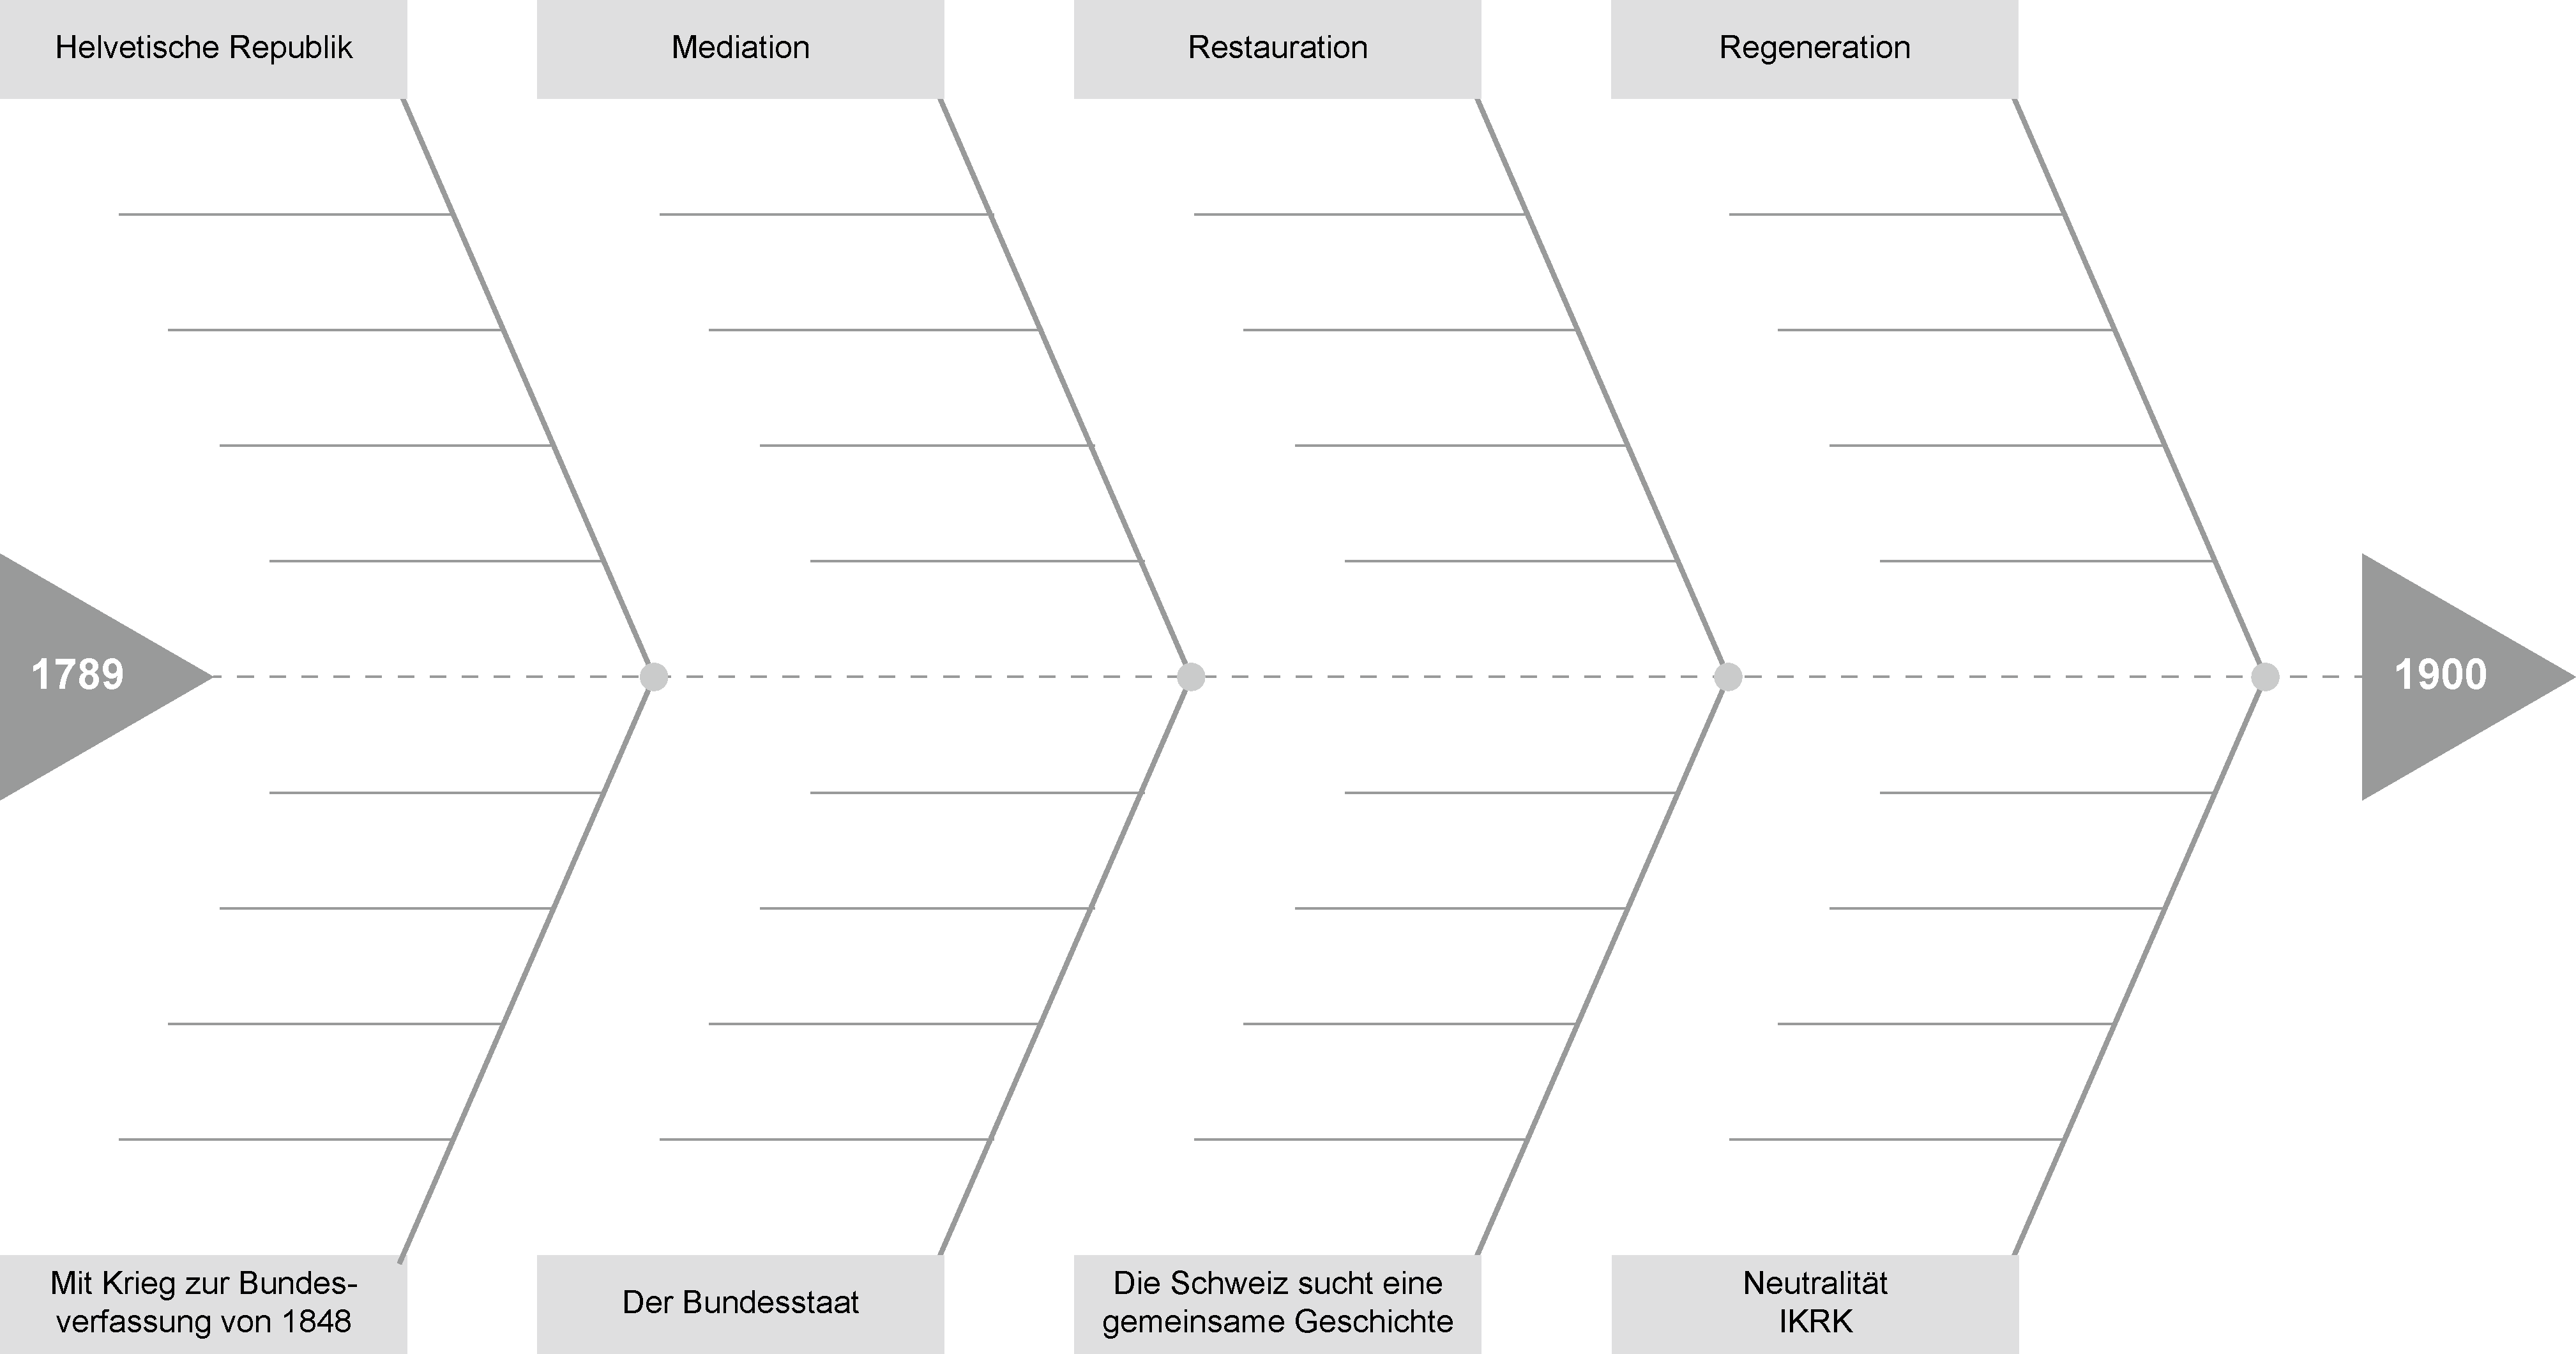 Helvetische Republik
Mediation
Restauration
Regeneration
1789
1900
Mit Krieg zur Bundes-
verfassung von 1848
Der Bundesstaat
Die Schweiz sucht eine
gemeinsame Geschichte
Neutralität
IKRK